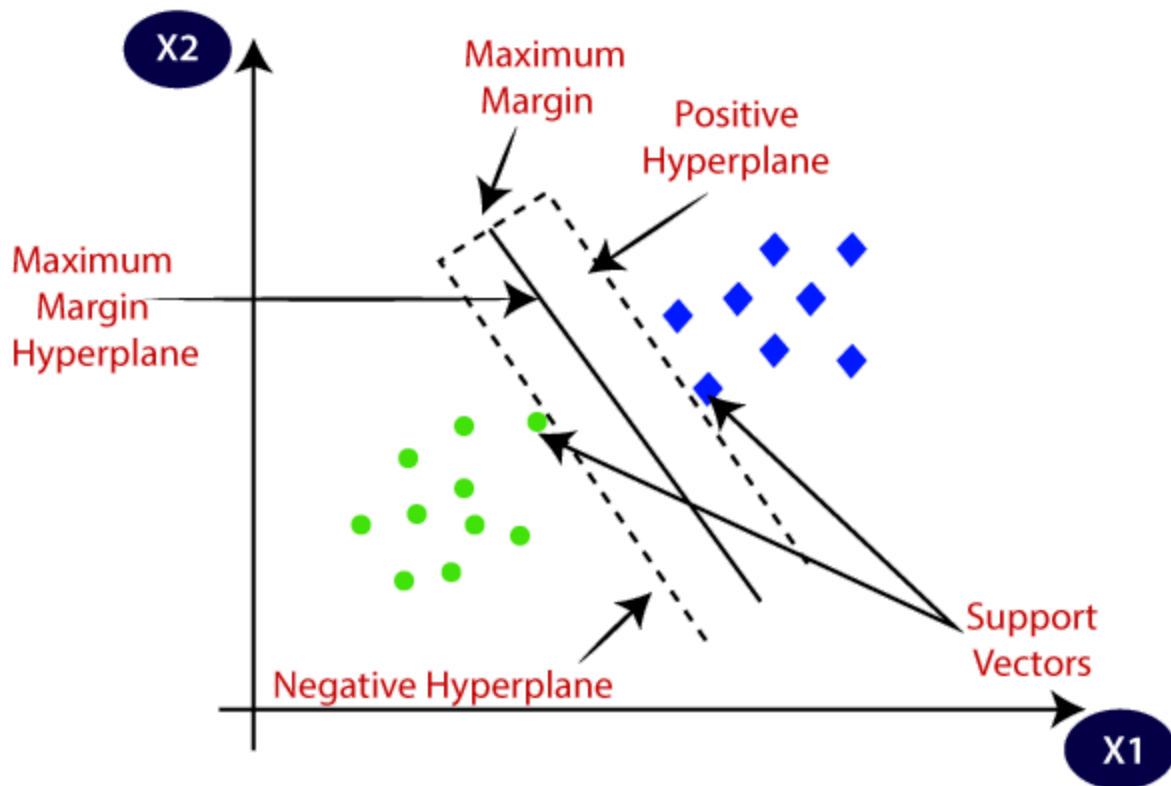 X2
Maximum
Margin
Positive
Hyperplane
Maximum
Margin
Hyperplane
Support
Vectors
Negative Hyperplane
X1